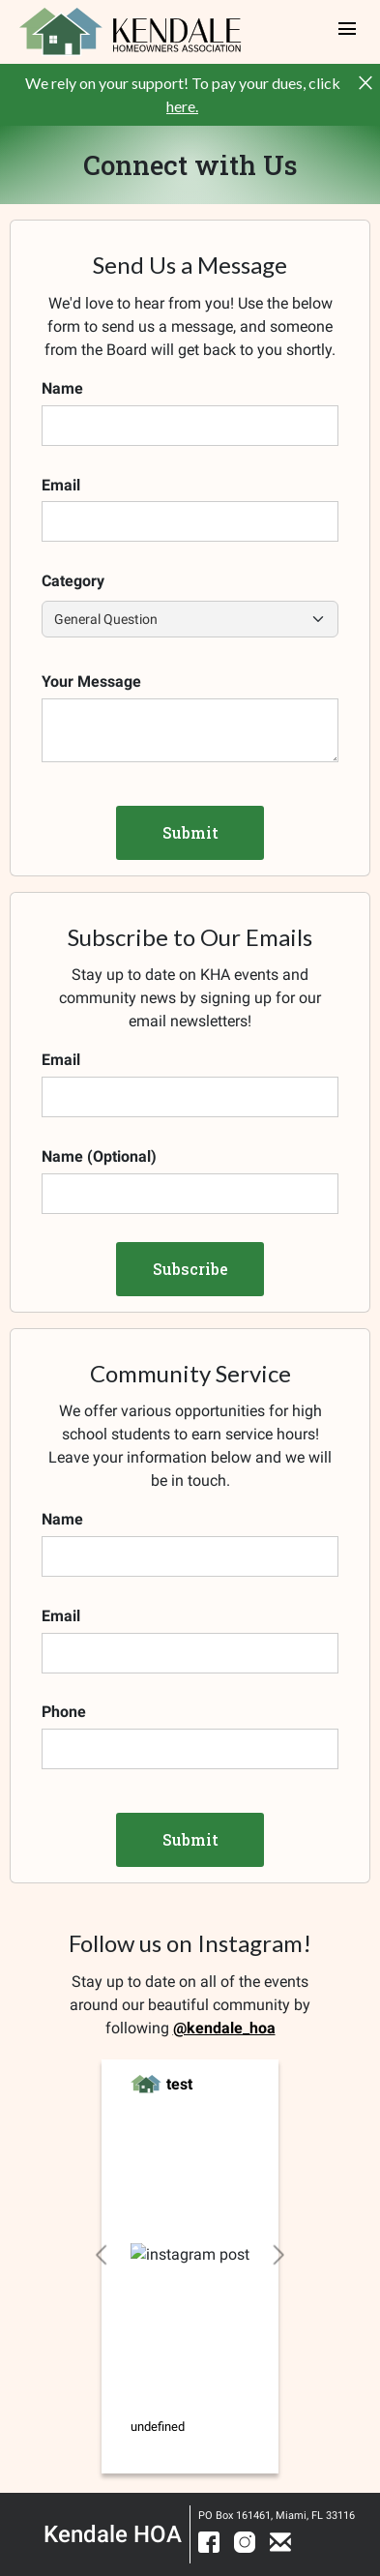 KENDALE
HOMEOWNERS ASSOCIATION
We rely on your support! To pay your dues, click
here.
Connect with Us
Send Us a Message
We'd love to hear from you! Use the below
form to send us a message, and someone
from the Board will get back to you shortly.
Name
Email
Category
General Question
Your Message
Submit
Subscribe to Our Emails
Stay up to date on KHA events and
community news by signing up for our
email newsletters!
Email
Name (Optional)
Subscribe
Community Service
We offer various opportunities for high
school students to earn service hours!
Leave your information below and we will
be in touch.
Name
Email
Phone
Submit
Follow us on Instagram!
Stay up to date on all of the events
around our beautiful community by
following @kendale_hoa
test
instagram post
undefined
Kendale HOA
PO Box 161461, Miami, FL 33116